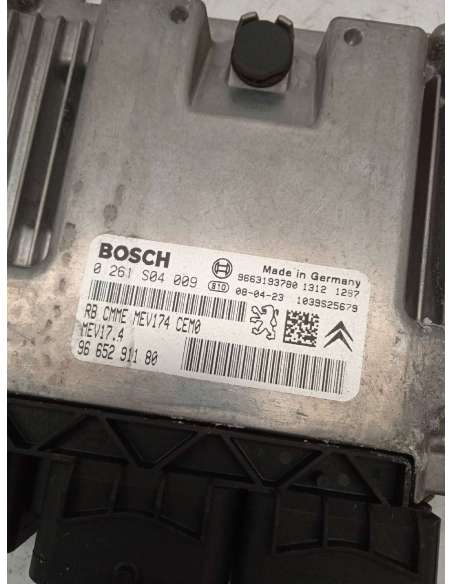 BOSCH
0 261 S04 009
Made in Germany
9663193780 1312 1297
810 08-04-23 1039S25679
RB CMME MEV174 CEM0
MEV17.4
96 652 911 80